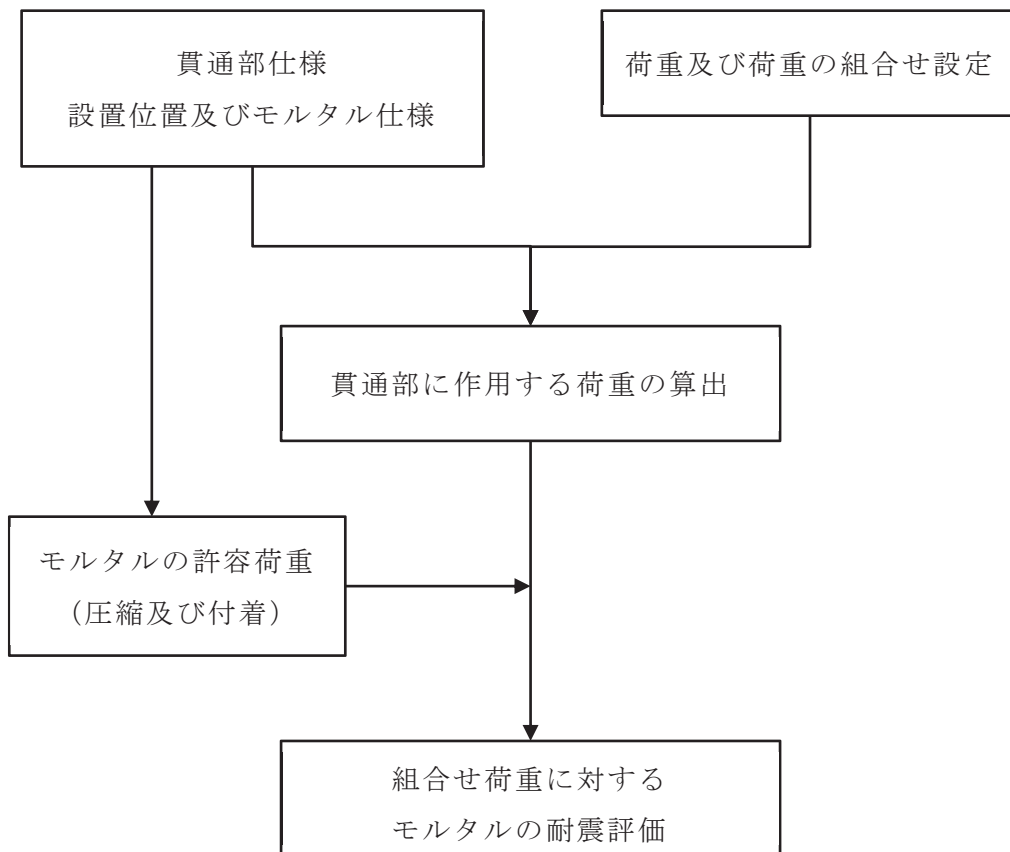 貫通部仕様
設置位置及びモルタル仕様
荷重及び荷重の組合せ設定
貫通部に作用する荷重の算出
モルタルの許容荷重
（圧縮及び付着）
組合せ荷重に対する
モルタルの耐震評価